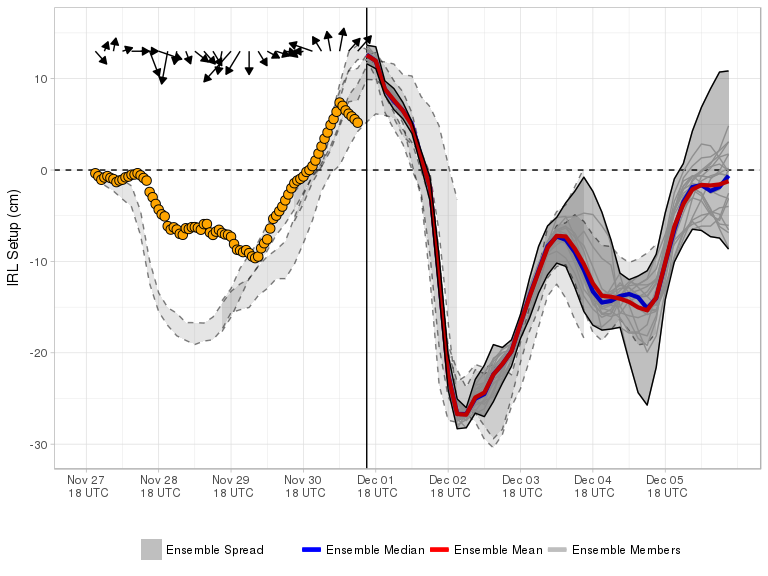 10
0
-10
-20
-30
IRL Setup (cm)
Nov 27 Nov 28 Nov 29 Nov 30 Dec 01 Dec 02 Dec 03 Dec 04 Dec 05
18 UTC 18 UTC 18 UTC 18 UTC 18 UTC 18 UTC 18 UTC 18 UTC 18 UTC
Ensemble Spread Ensemble Median Ensemble Mean Ensemble Members